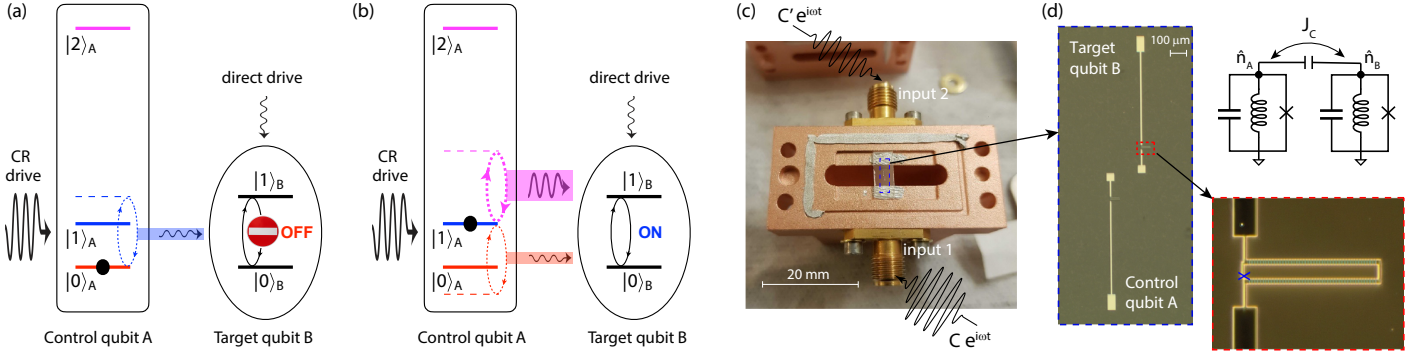 (a)
|2⟩A
direct drive
CR
drive
|1⟩A
|0⟩A
|1⟩B
OFF
|0⟩B
Control qubit A
Target qubit B
(b)
|2⟩A
direct drive
CR
drive
|1⟩A
|0⟩A
|1⟩B
ON
|0⟩B
Control qubit A
Target qubit B
(c)
C' e^iωt
input 2
input 1
20 mm
C e^iωt
(d)
Target
qubit B
100 μm
Control
qubit A
J_C
n̂_A
n̂_B